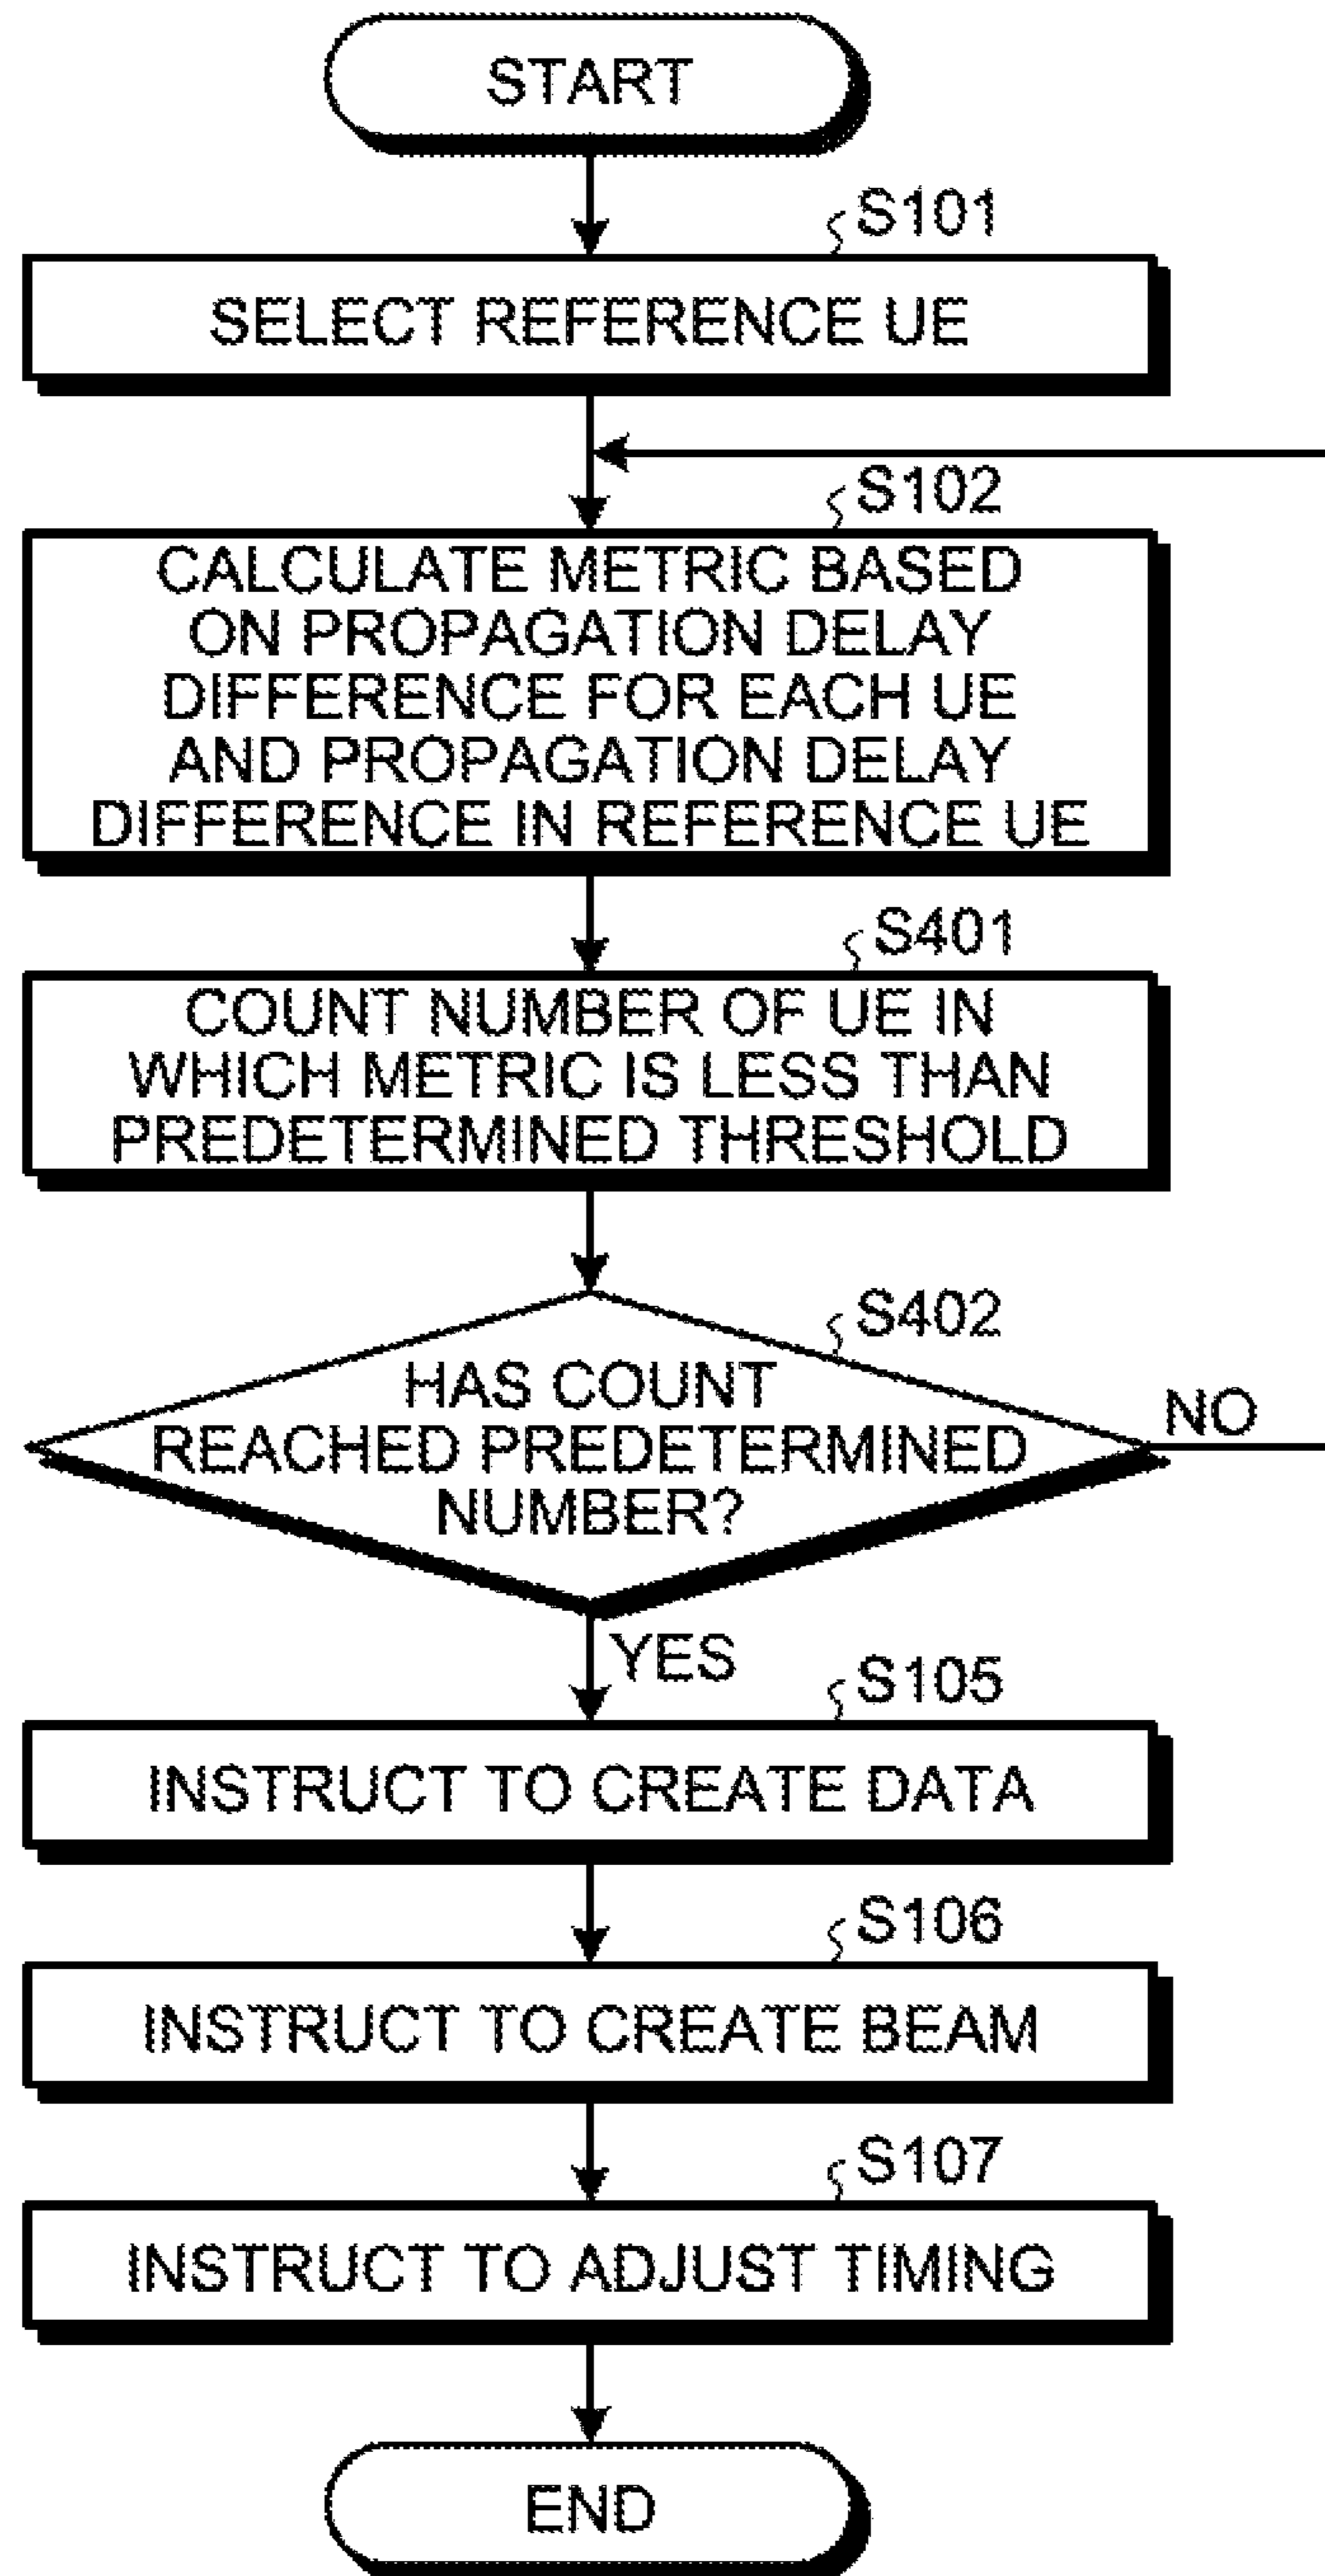 START
S101
SELECT REFERENCE UE
S102
CALCULATE METRIC BASED
ON PROPAGATION DELAY
DIFFERENCE FOR EACH UE
AND PROPAGATION DELAY
DIFFERENCE IN REFERENCE UE
S401
COUNT NUMBER OF UE IN
WHICH METRIC IS LESS THAN
PREDETERMINED THRESHOLD
S402
HAS COUNT
REACHED PREDETERMINED
NUMBER?
NO
YES
S105
INSTRUCT TO CREATE DATA
S106
INSTRUCT TO CREATE BEAM
S107
INSTRUCT TO ADJUST TIMING
END